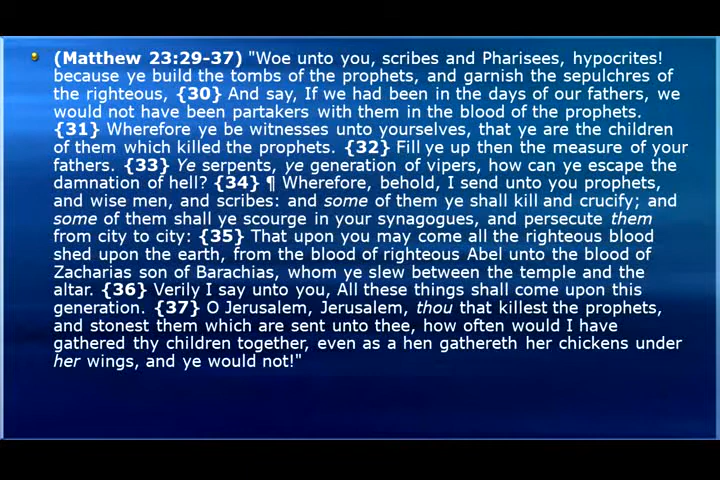 (Matthew 23:29-37) "Woe unto you, scribes and Pharisees, hypocrites!
because ye build the tombs of the prophets, and garnish the sepulchres of
the righteous, {30} And say, If we had been in the days of our fathers, we
would not have been partakers with them in the blood of the prophets.
{31} Wherefore ye be witnesses unto yourselves, that ye are the children
of them which killed the prophets. {32} Fill ye up then the measure of your
fathers. {33} Ye serpents, ye generation of vipers, how can ye escape the
damnation of hell? {34} ¶ Wherefore, behold, I send unto you prophets,
and wise men, and scribes: and some of them ye shall kill and crucify; and
some of them shall ye scourge in your synagogues, and persecute them
from city to city: {35} That upon you may come all the righteous blood
shed upon the earth, from the blood of righteous Abel unto the blood of
Zacharias son of Barachias, whom ye slew between the temple and the
altar. {36} Verily I say unto you, All these things shall come upon this
generation. {37} O Jerusalem, Jerusalem, thou that killest the prophets,
and stonest them which are sent unto thee, how often would I have
gathered thy children together, even as a hen gathereth her chickens under
her wings, and ye would not!"